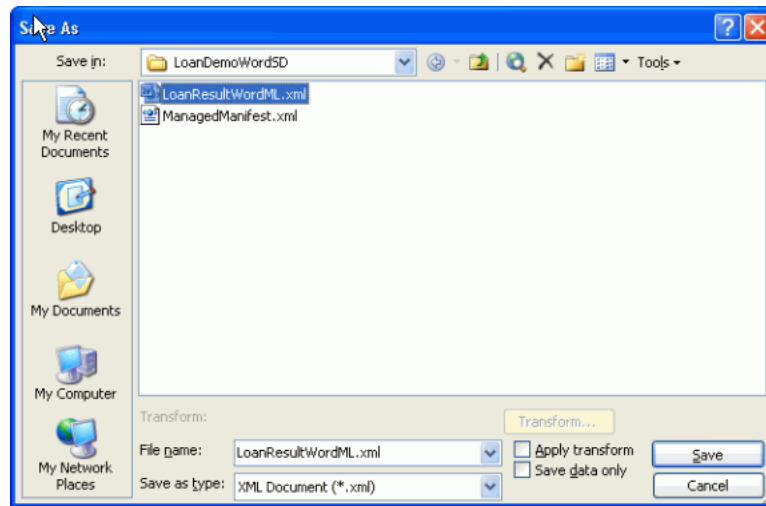 Save As
Save in:
LoanDemoWordSD
Tools
LoanResultWordML.xml
ManagedManifest.xml
My Recent
Documents
Desktop
My Documents
My Computer
My Network
Places
Transform:
Transform...
File name:
LoanResultWordML.xml
Apply transform
Save
Save as type:
XML Document (*.xml)
Save data only
Cancel